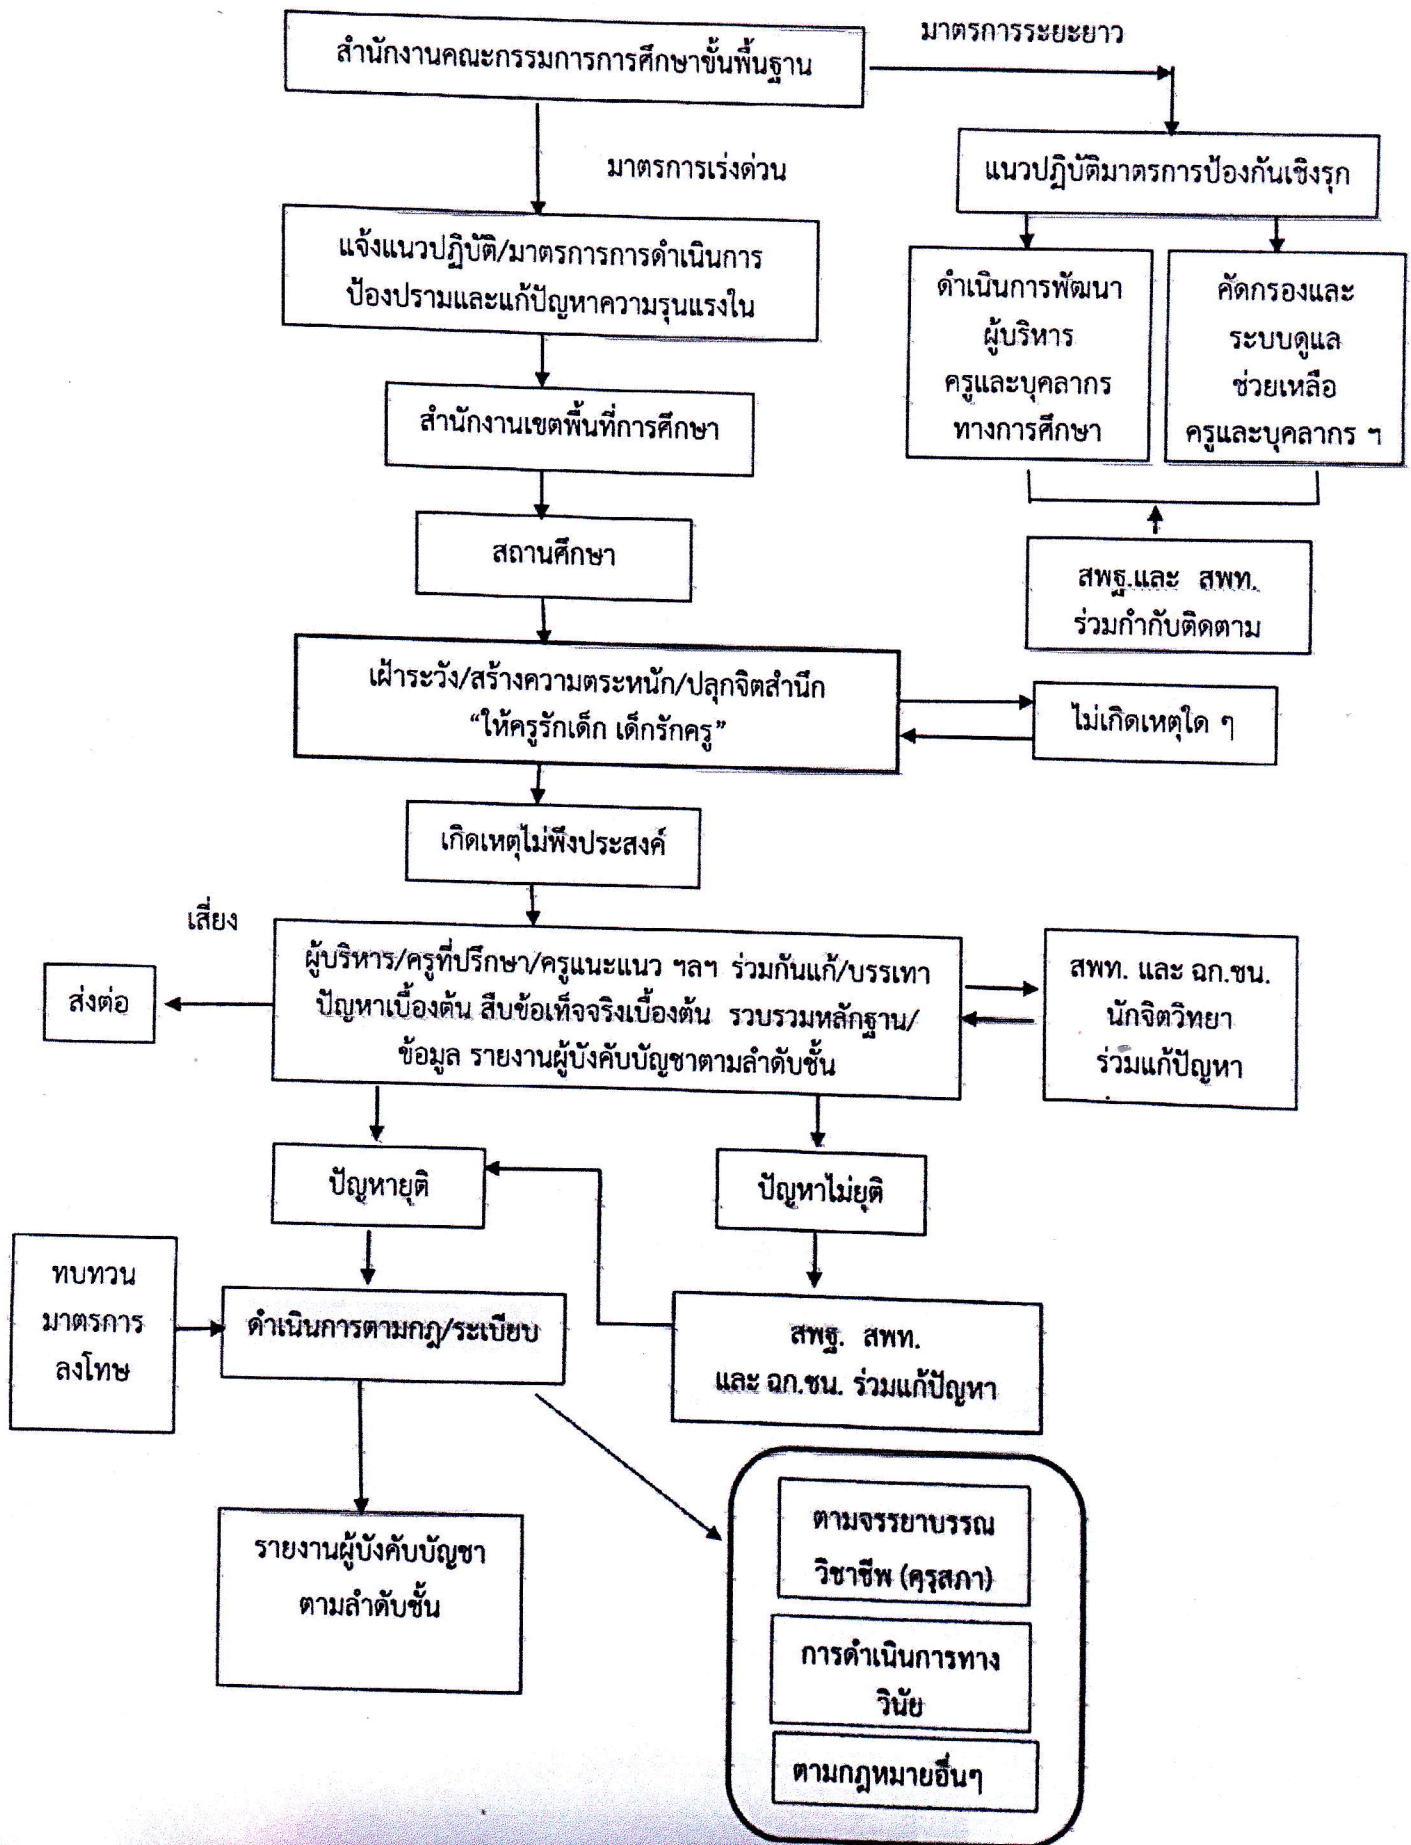 สำนักงานคณะกรรมการการศึกษาขั้นพื้นฐาน
มาตรการระยะยาว
มาตรการเร่งด่วน
แนวปฏิบัติมาตรการป้องกันเชิงรุก
แจ้งแนวปฏิบัติ/มาตรการการดำเนินการ
ป้องปรามและแก้ปัญหาความรุนแรงใน
ดำเนินการพัฒนา
ผู้บริหาร
ครูและบุคลากร
ทางการศึกษา
คัดกรองและ
ระบบดูแล
ช่วยเหลือ
ครูและบุคลากร ฯ
สำนักงานเขตพื้นที่การศึกษา
สถานศึกษา
สพฐ.และ สพท.
ร่วมกำกับติดตาม
เฝ้าระวัง/สร้างความตระหนัก/ปลุกจิตสำนึก
“ให้ครูรักเด็ก เด็กรักครู”
ไม่เกิดเหตุใด ๆ
เกิดเหตุไม่พึงประสงค์
เสี่ยง
ส่งต่อ
ผู้บริหาร/ครูที่ปรึกษา/ครูแนะแนว ฯลฯ ร่วมกันแก้/บรรเทา
ปัญหาเบื้องต้น สืบข้อเท็จจริงเบื้องต้น รวบรวมหลักฐาน/
ข้อมูล รายงานผู้บังคับบัญชาตามลำดับชั้น
สพท. และ ฉก.ชน.
นักจิตวิทยา
ร่วมแก้ปัญหา
ปัญหายุติ
ปัญหาไม่ยุติ
ทบทวน
มาตรการ
ลงโทษ
ดำเนินการตามกฎ/ระเบียบ
สพฐ. สพท.
และ ฉก.ชน. ร่วมแก้ปัญหา
รายงานผู้บังคับบัญชา
ตามลำดับชั้น
ตามจรรยาบรรณ
วิชาชีพ (คุรุสภา)
การดำเนินการทาง
วินัย
ตามกฎหมายอื่นๆ